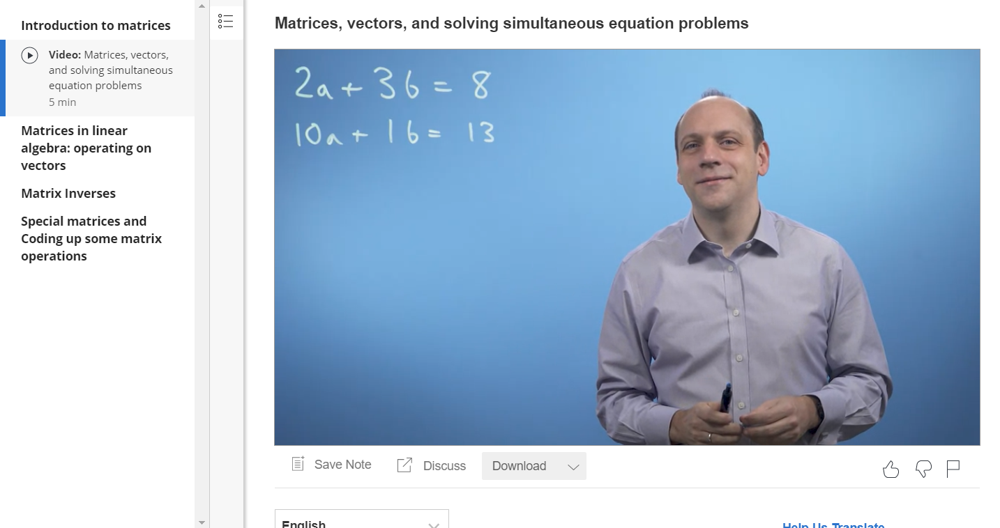 Introduction to matrices
Video: Matrices, vectors,
and solving simultaneous
equation problems
5 min
Matrices in linear
algebra: operating on
vectors
Matrix Inverses
Special matrices and
Coding up some matrix
operations
Matrices, vectors, and solving simultaneous equation problems
2a + 3b = 8
10a + 1b = 13
Save Note
Discuss
Download
English
Help Us Translate